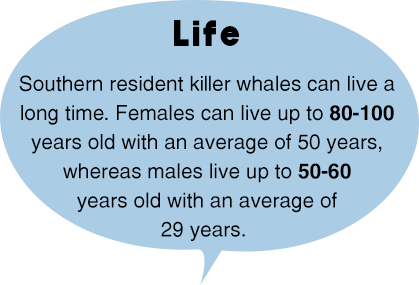 Life
Southern resident killer whales can live a
long time. Females can live up to 80-100
years old with an average of 50 years,
whereas males live up to 50-60
years old with an average of
29 years.